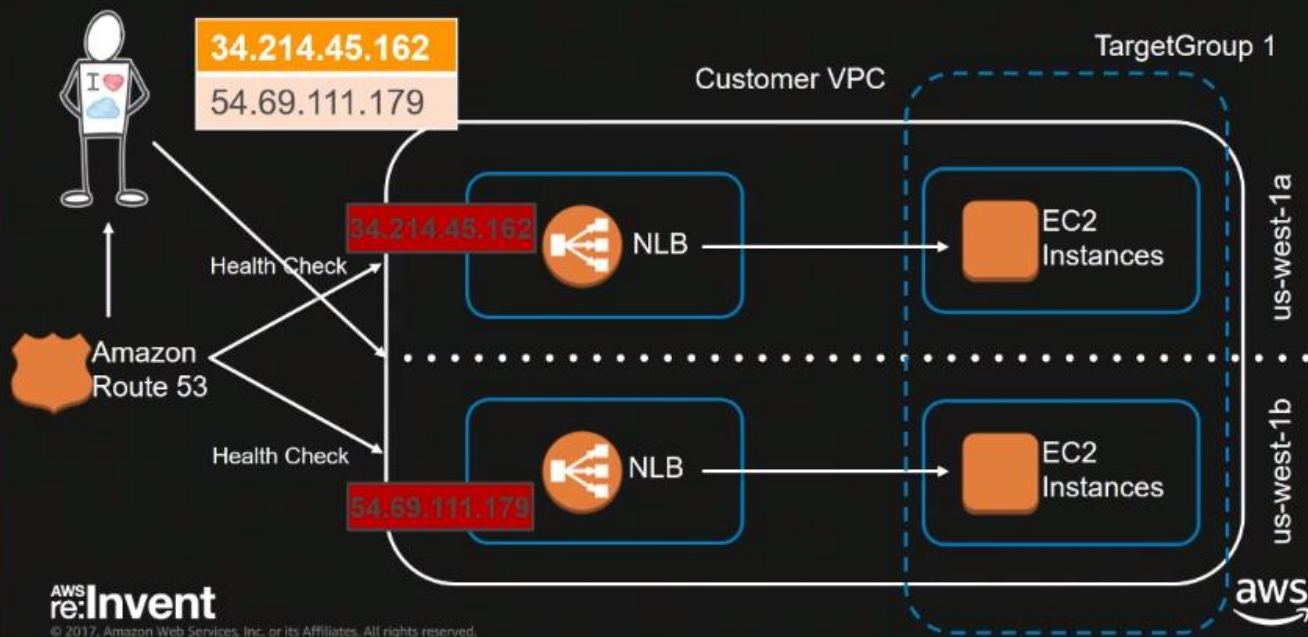 34.214.45.162
54.69.111.179
I
TargetGroup 1
Customer VPC
34.214.45.162
NLB
EC2
Instances
us-west-1a
Health Check
Amazon
Route 53
Health Check
NLB
EC2
Instances
us-west-1b
54.69.111.179
AWS
re:Invent
aws
© 2017, Amazon Web Services, Inc. or its Affiliates. All rights reserved.